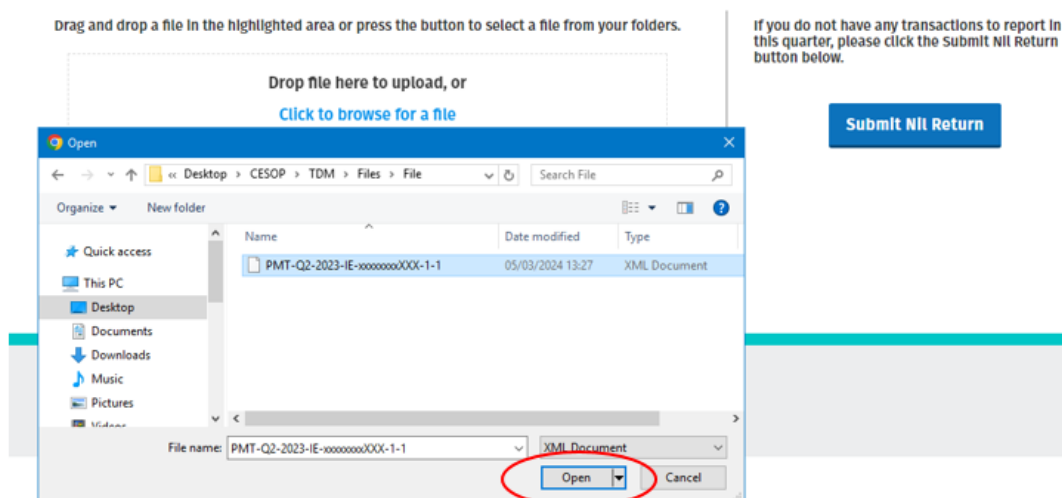 Drag and drop a file in the highlighted area or press the button to select a file from your folders.
Drop file here to upload, or
Click to browse for a file
If you do not have any transactions to report in
this quarter, please click the Submit Nil Return
button below.
Submit Nil Return
Open
« Desktop > CESOP > TDM > Files > File
Search File
Organize
New folder
Name
Date modified
Type
Quick access
PMT-Q2-2023-IE-xxxxxxxxXXX-1-1
05/03/2024 13:27
XML Document
This PC
Desktop
Documents
Downloads
Music
Pictures
Videos
File name:
PMT-Q2-2023-IE-xxxxxxxxXXX-1-1
XML Document
Open
Cancel